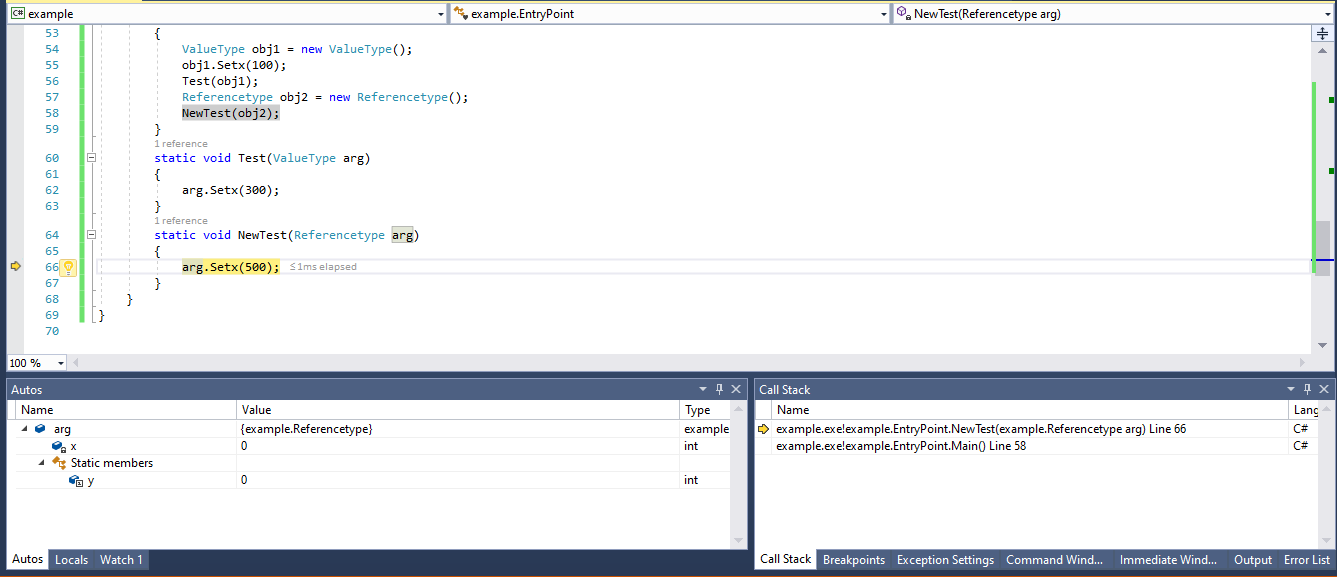 C# example example.EntryPoint NewTest(Referencetype arg)
53 {
54 ValueType obj1 = new ValueType();
55 obj1.Setx(100);
56 Test(obj1);
57 Referencetype obj2 = new Referencetype();
58 NewTest(obj2);
59 }
1 reference
60 static void Test(ValueType arg)
61 {
62 arg.Setx(300);
63 }
1 reference
64 static void NewTest(Referencetype arg)
65 {
66 arg.Setx(500); ≤1ms elapsed
67 }
68 }
69 }
70
100 %
Autos
Name Value Type
arg {example.Referencetype} example
x 0 int
Static members
y 0 int
Autos Locals Watch 1
Call Stack
Name Lang
example.exe!example.EntryPoint.NewTest(example.Referencetype arg) Line 66 C#
example.exe!example.EntryPoint.Main() Line 58 C#
Call Stack Breakpoints Exception Settings Command Wind... Immediate Wind... Output Error List